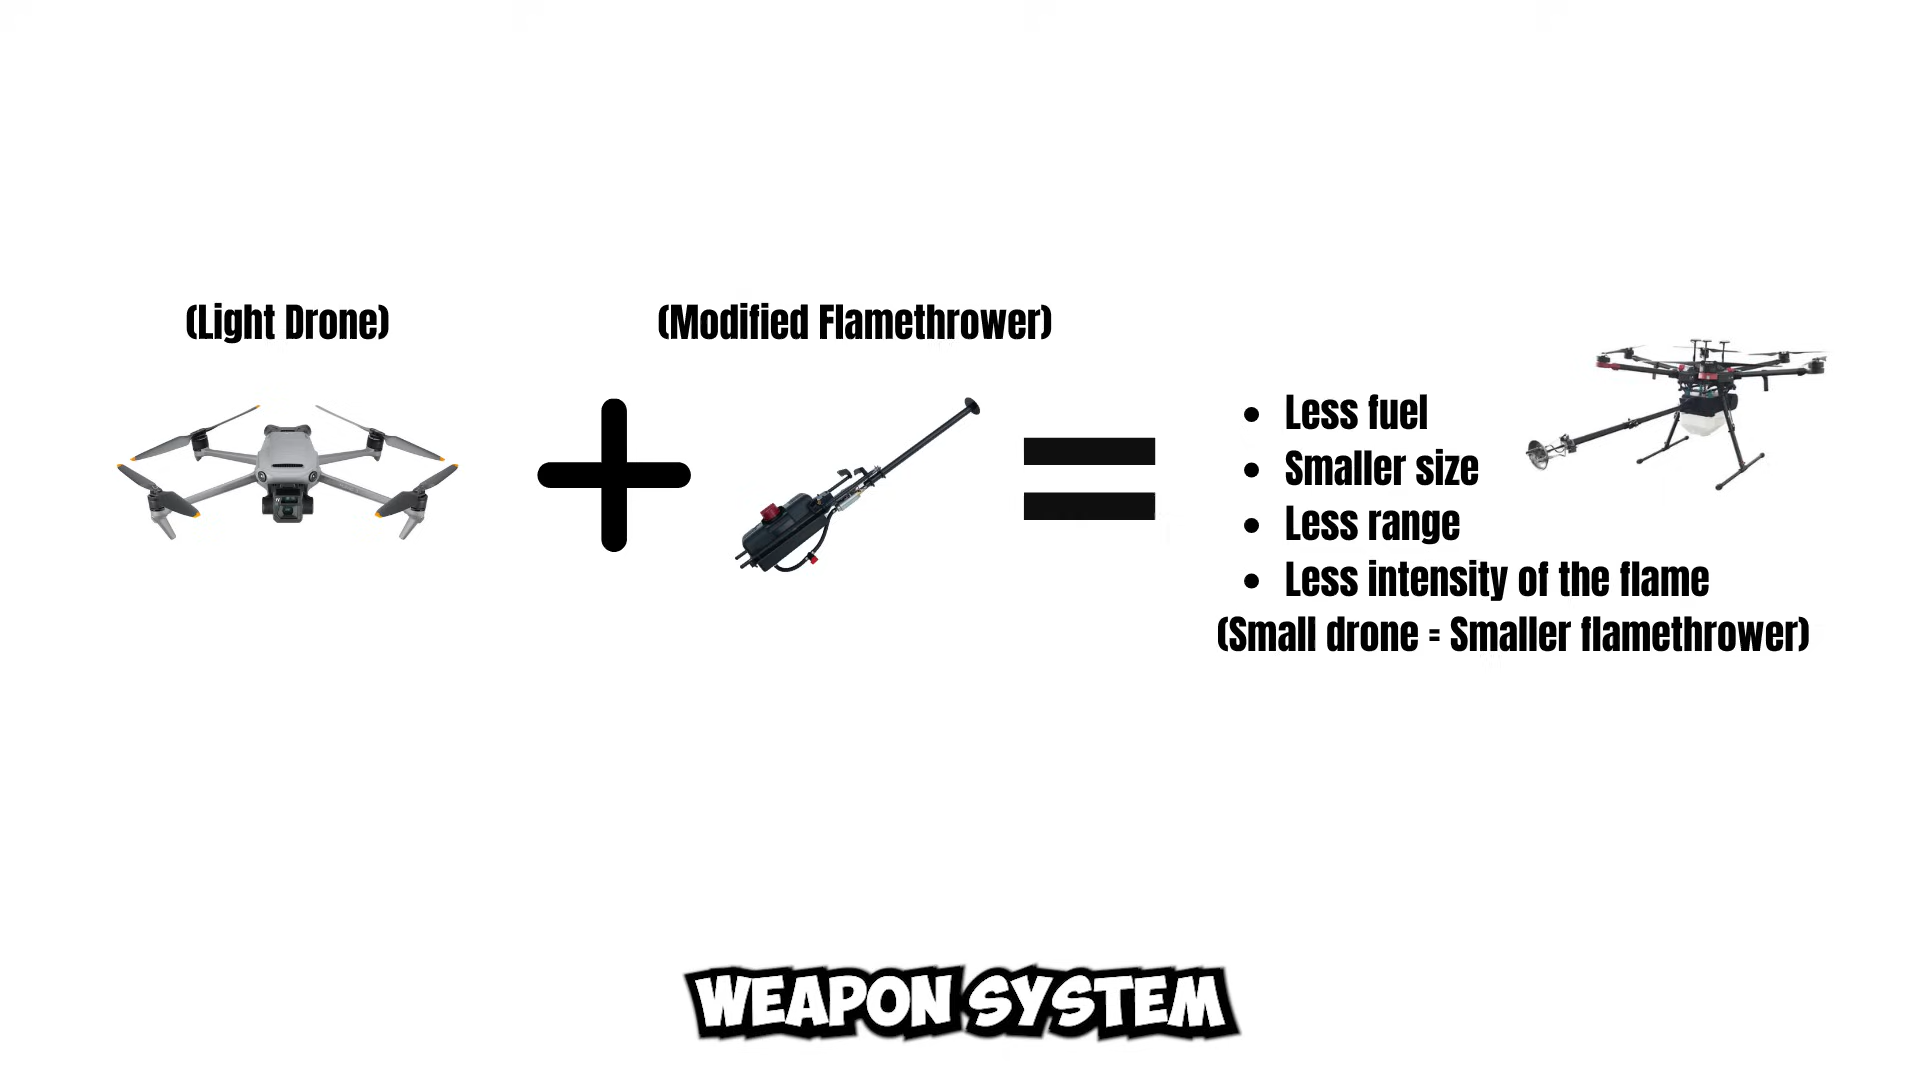 (Light Drone)
(Modified Flamethrower)
• Less fuel
• Smaller size
• Less range
• Less intensity of the flame
(Small drone = Smaller flamethrower)
WEAPON SYSTEM